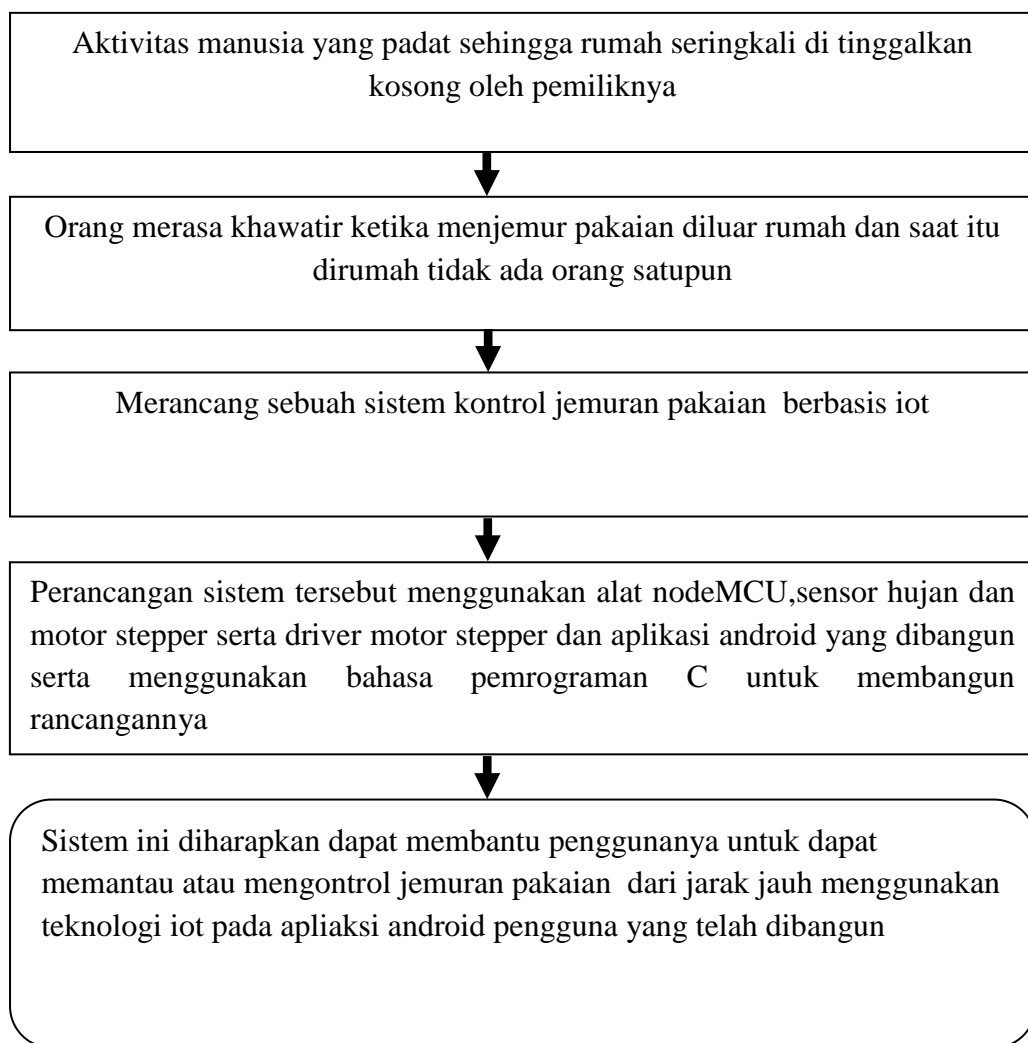 Aktivitas manusia yang padat sehingga rumah seringkali di tinggalkan
kosong oleh pemiliknya
Orang merasa khawatir ketika menjemur pakaian diluar rumah dan saat itu
dirumah tidak ada orang satupun
Merancang sebuah sistem kontrol jemuran pakaian berbasis iot
Perancangan sistem tersebut menggunakan alat nodeMCU,sensor hujan dan
motor stepper serta driver motor stepper dan aplikasi android yang dibangun
serta menggunakan bahasa pemrograman C untuk membangun
rancangannya
Sistem ini diharapkan dapat membantu penggunanya untuk dapat
memantau atau mengontrol jemuran pakaian dari jarak jauh menggunakan
teknologi iot pada apliaksi android pengguna yang telah dibangun